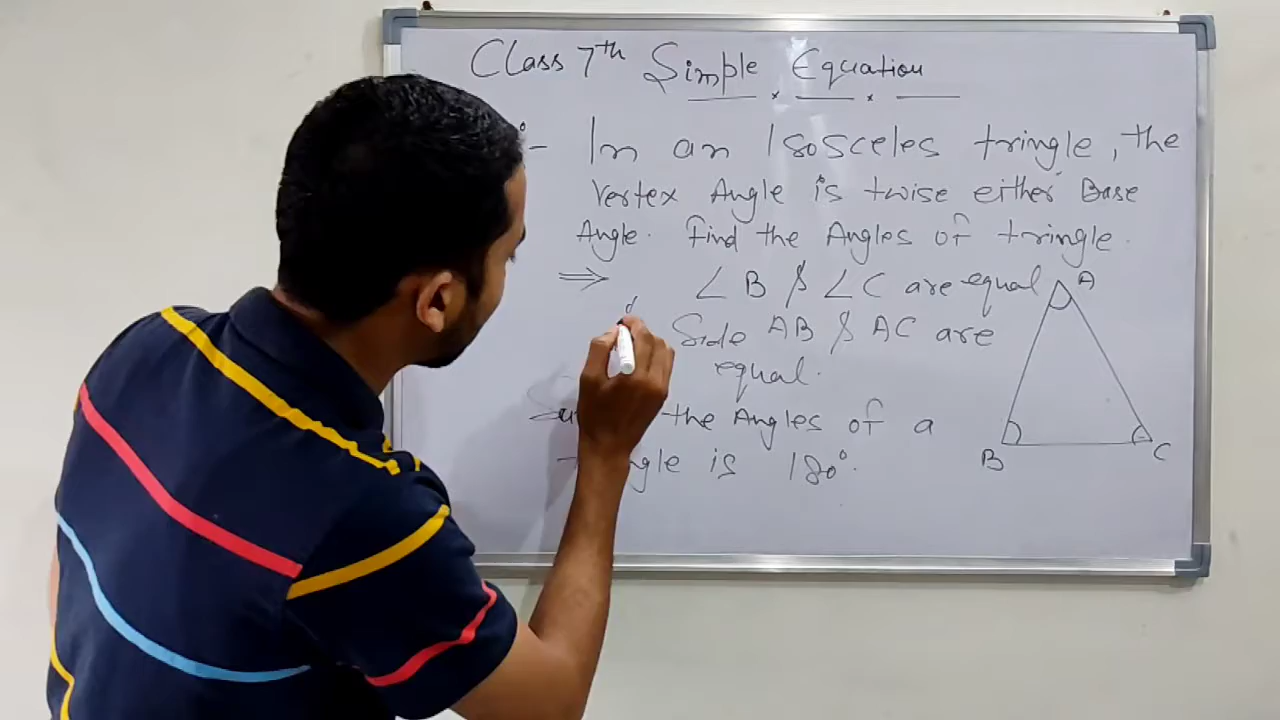 Class 7th Simple Equation
In an Isosceles tringle, the
Vertex Angle is twise either Base
Angle. Find the Angles of tringle.
⇒ ∠B & ∠C are equal
A
Side AB & AC are
equal.
the Angles of a
is 180°.
B
C